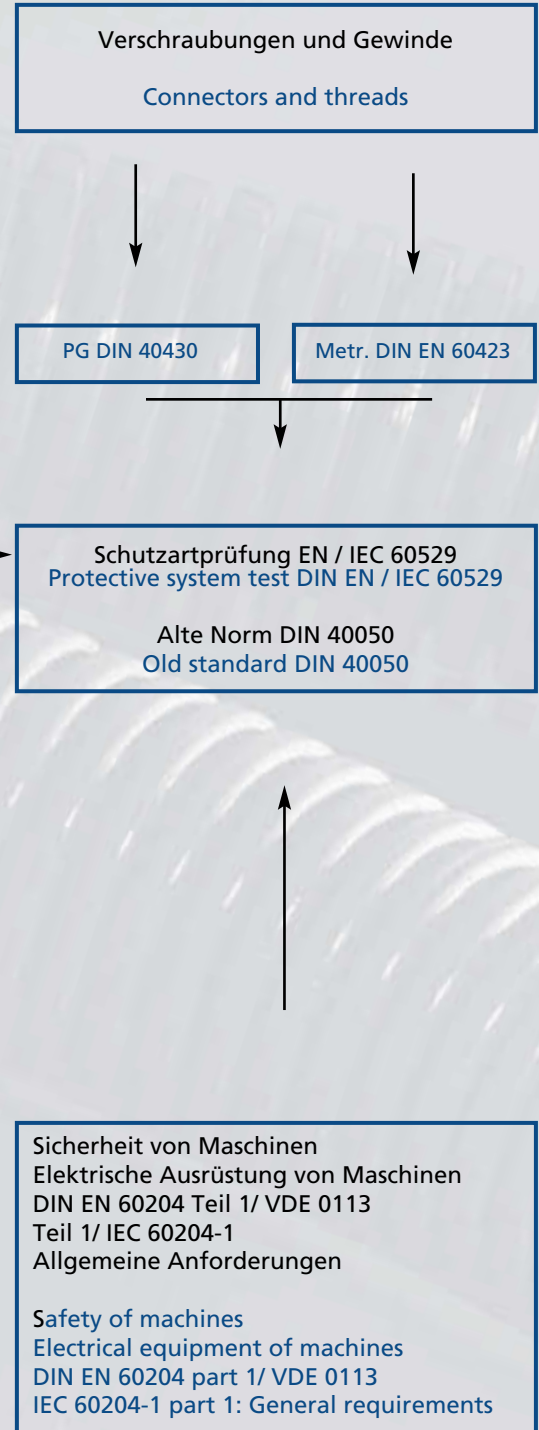 Verschraubungen und Gewinde
Connectors and threads
PG DIN 40430
Metr. DIN EN 60423
Schutzartprüfung EN / IEC 60529
Protective system test DIN EN / IEC 60529
Alte Norm DIN 40050
Old standard DIN 40050
Sicherheit von Maschinen
Elektrische Ausrüstung von Maschinen
DIN EN 60204 Teil 1/ VDE 0113
Teil 1/ IEC 60204-1
Allgemeine Anforderungen
Safety of machines
Electrical equipment of machines
DIN EN 60204 part 1/ VDE 0113
IEC 60204-1 part 1: General requirements